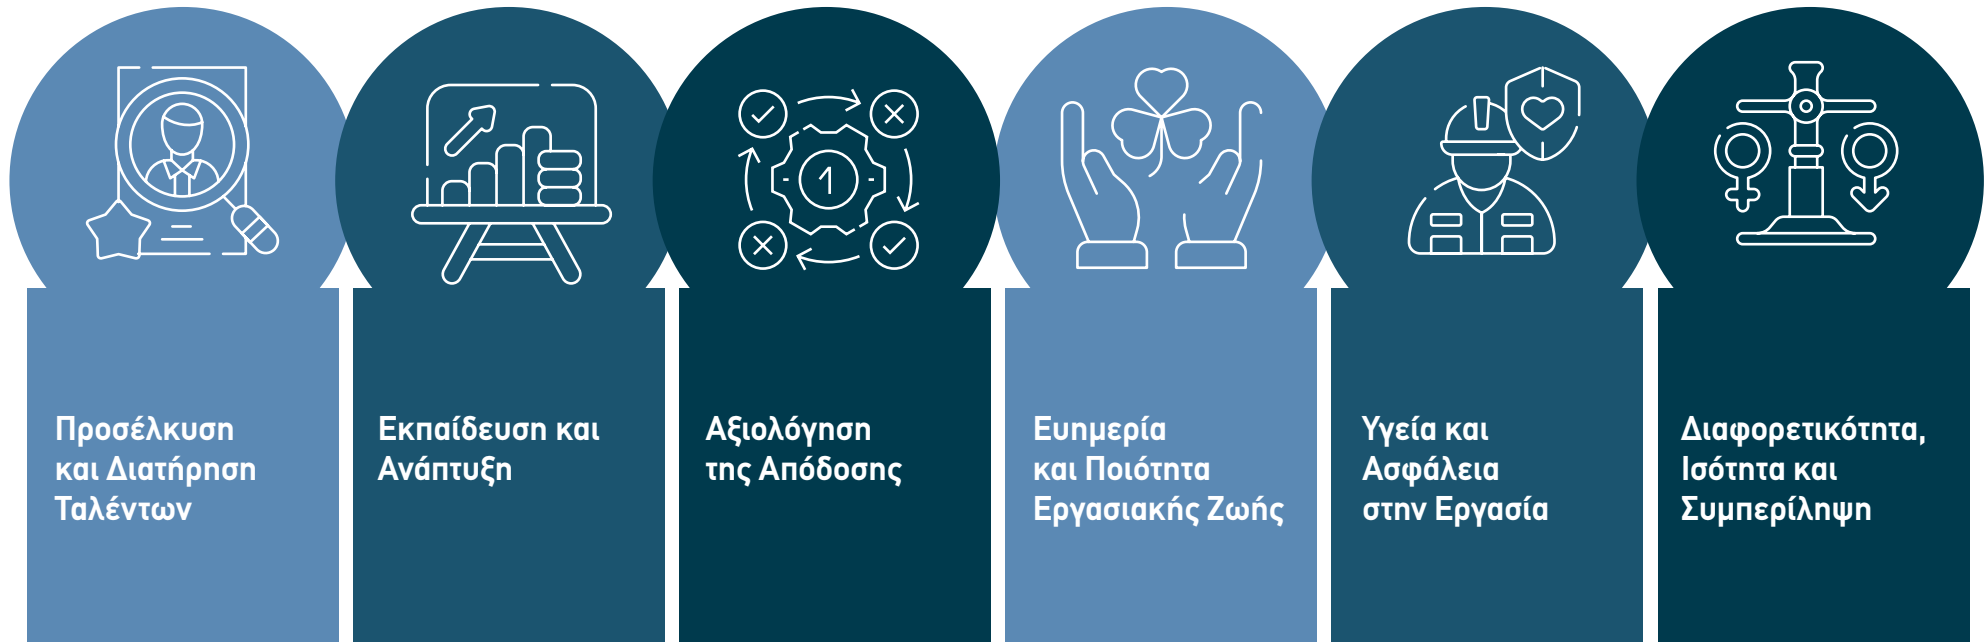 1
Προσέλκυση
και Διατήρηση
Ταλέντων
Εκπαίδευση και
Ανάπτυξη
Αξιολόγηση
της Απόδοσης
Ευημερία
και Ποιότητα
Εργασιακής Ζωής
Υγεία και
Ασφάλεια
στην Εργασία
Διαφορετικότητα,
Ισότητα και
Συμπερίληψη